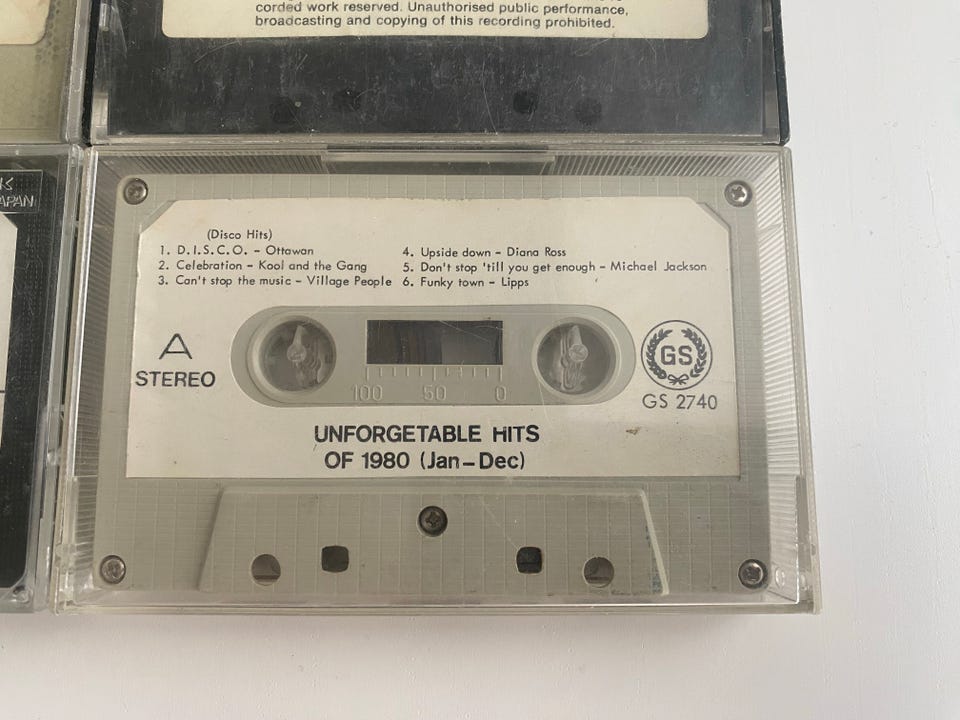 corded work reserved. Unauthorised public performance,
broadcasting and copying of this recording prohibited.
K
APAN
(Disco Hits)
1. D.I.S.C.O. – Ottawan
2. Celebration – Kool and the Gang
3. Can't stop the music – Village People
4. Upside down – Diana Ross
5. Don't stop 'till you get enough – Michael Jackson
6. Funky town – Lipps
A
STEREO
100 50 0
GS
GS 2740
UNFORGETABLE HITS
OF 1980 (Jan–Dec)